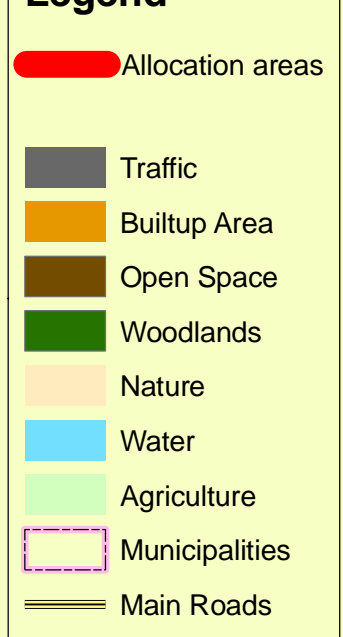 Legend
Allocation areas
Traffic
Builtup Area
Open Space
Woodlands
Nature
Water
Agriculture
Municipalities
Main Roads